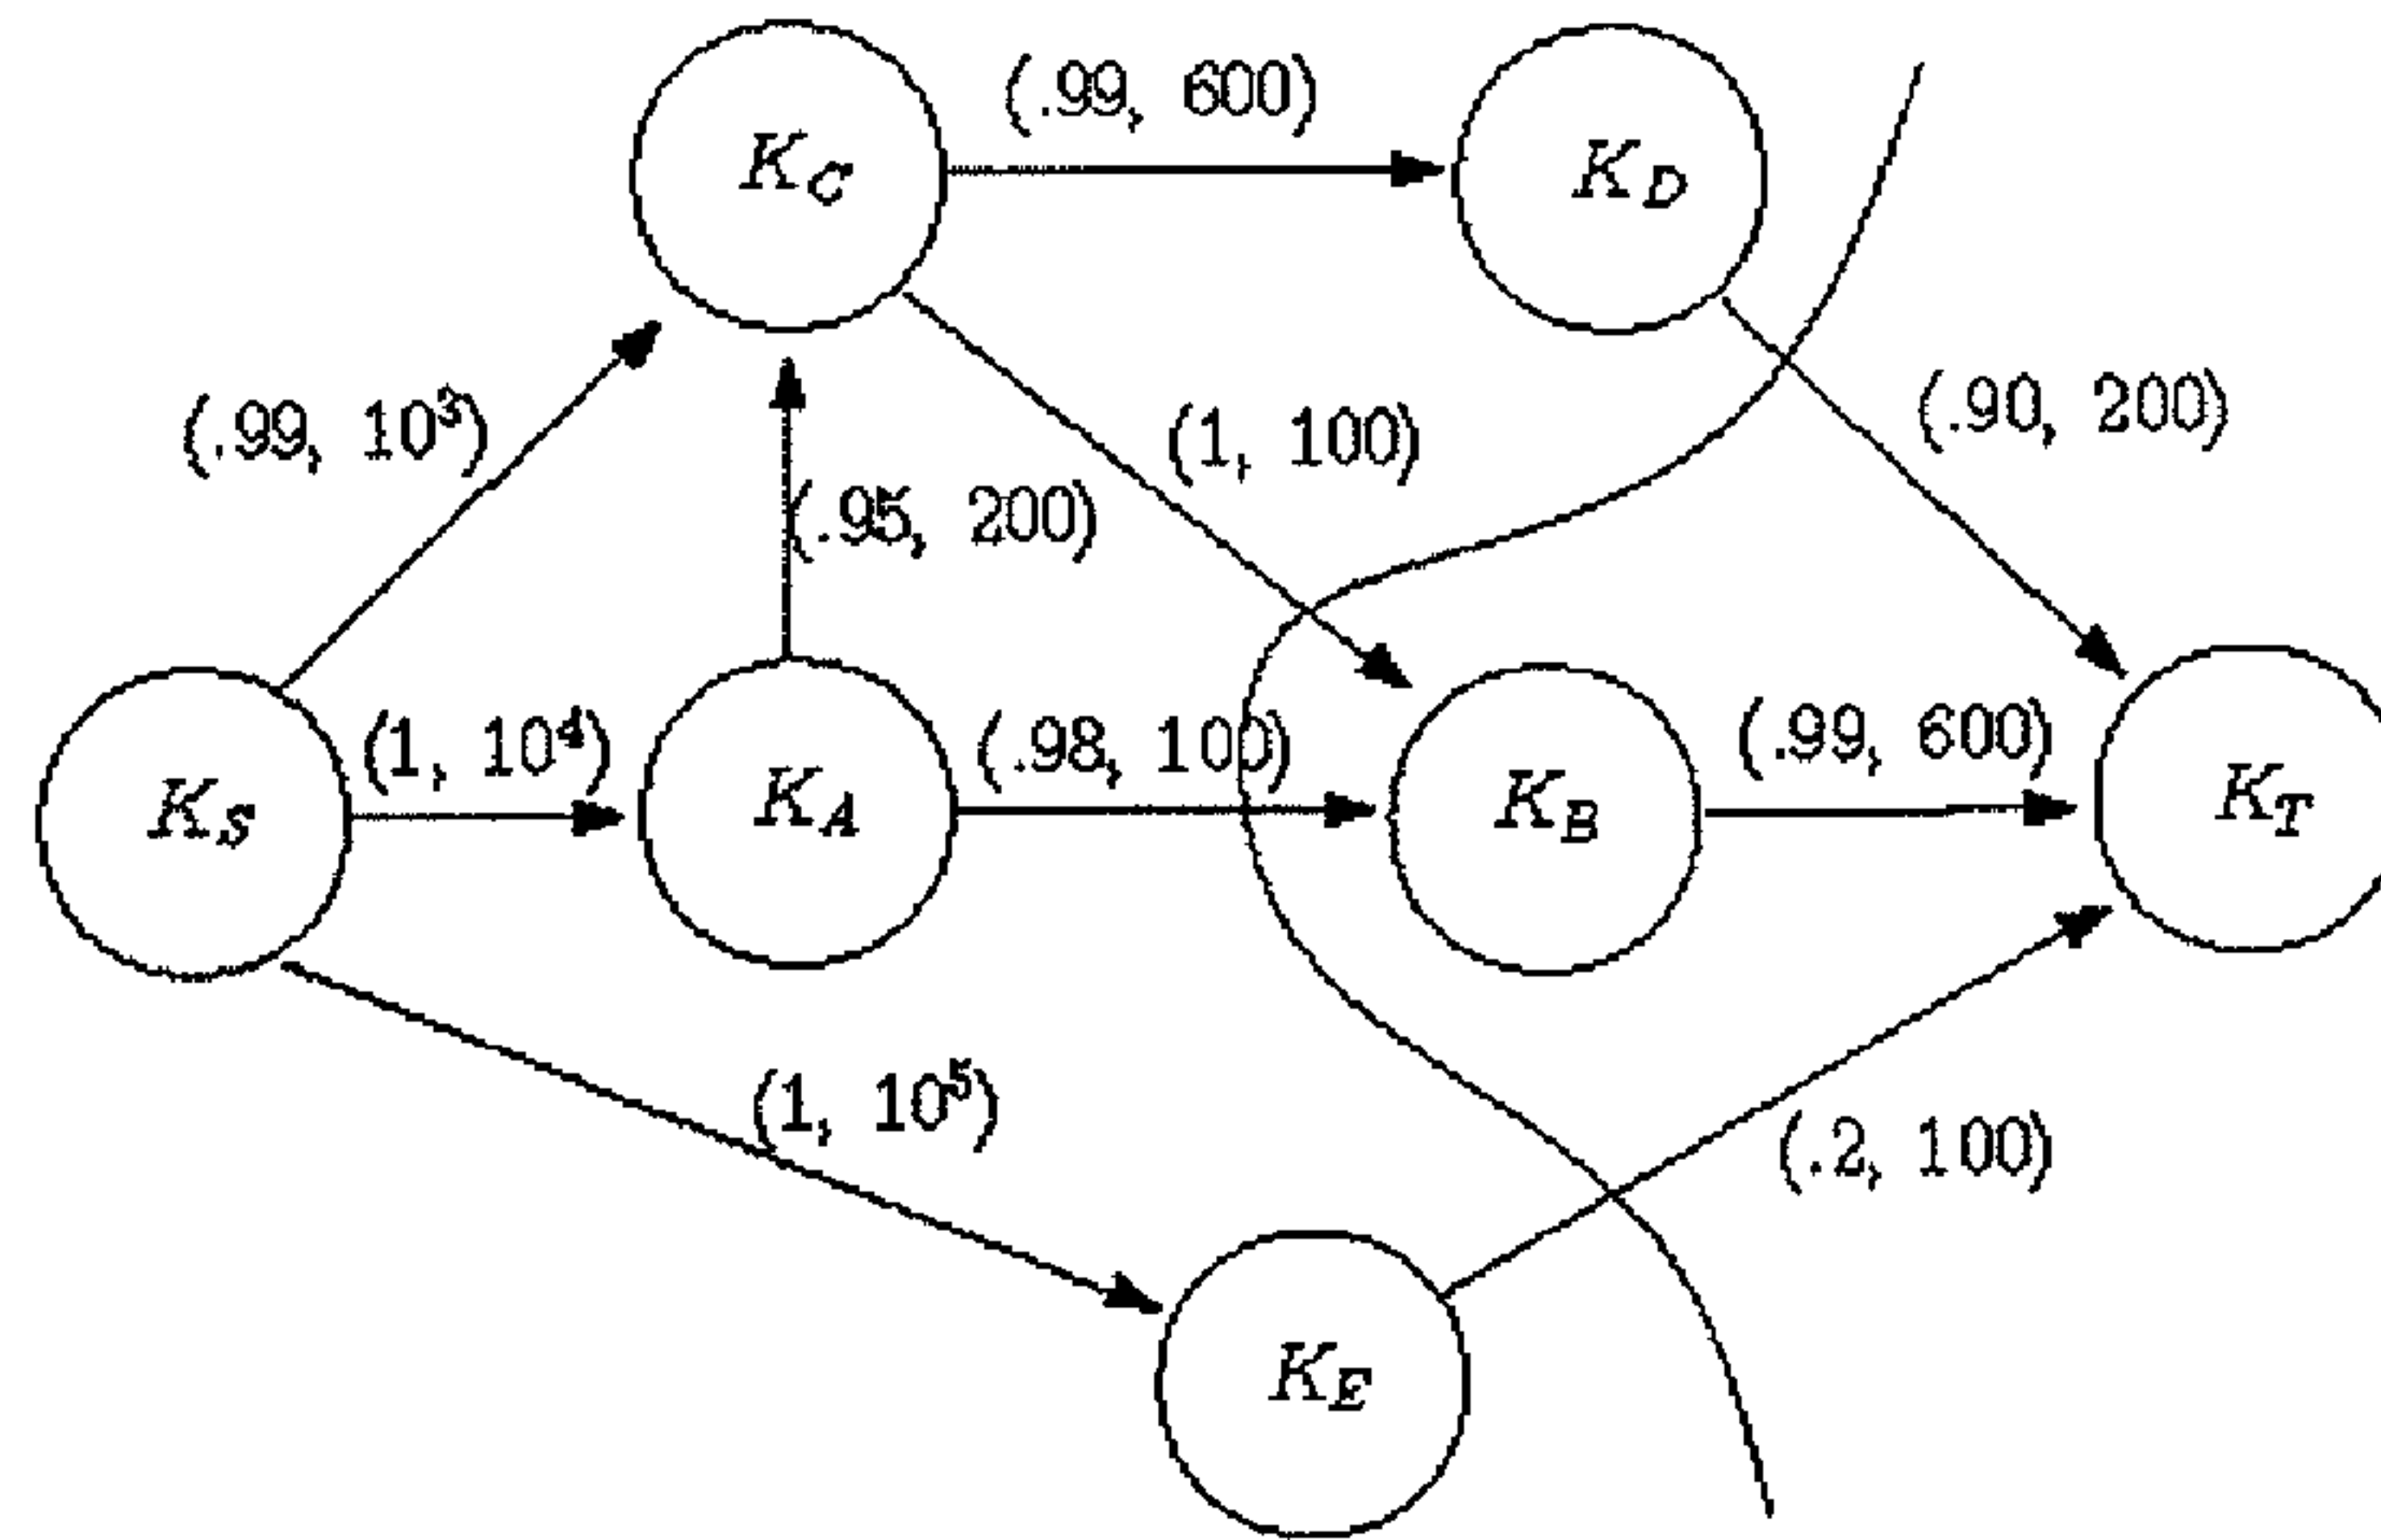 K_C
(.99, 600)
K_D
(.99, 10³)
(.95, 200)
(1, 100)
(.90, 200)
K_S
(1, 10⁴)
K_A
(.98, 100)
K_B
(.99, 600)
K_T
(1, 10⁵)
(.2, 100)
K_E